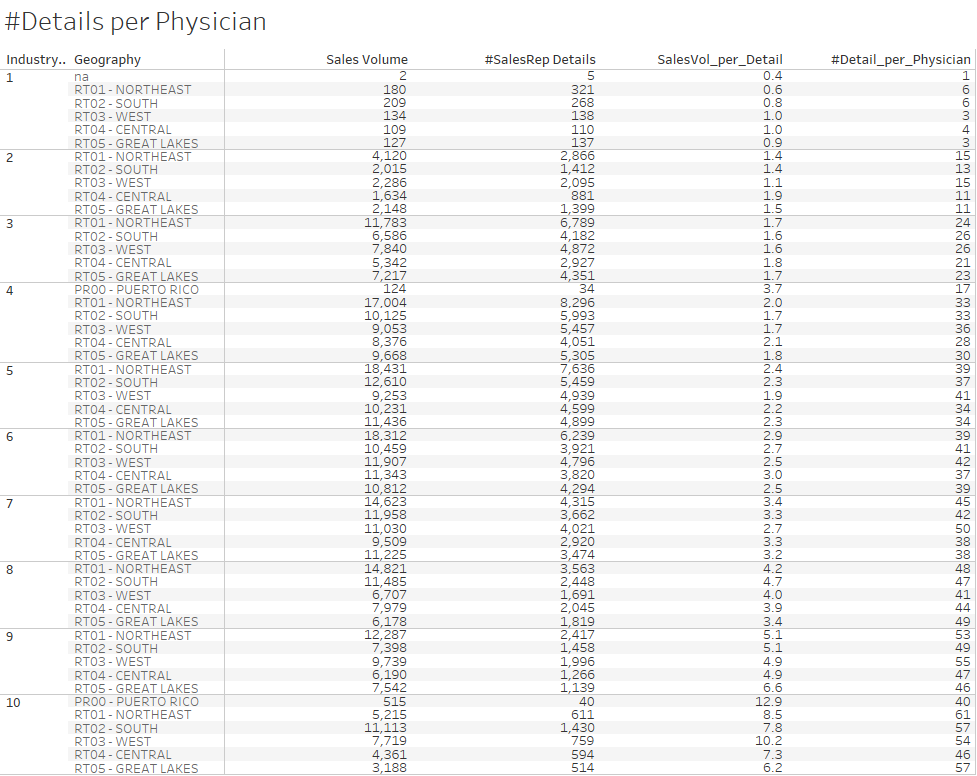 #Details per Physician
Industry.. Geography Sales Volume #SalesRep Details SalesVol_per_Detail #Detail_per_Physician
1 na 2 5 0.4 1
RT01 - NORTHEAST 180 321 0.6 6
RT02 - SOUTH 209 268 0.8 6
RT03 - WEST 134 138 1.0 3
RT04 - CENTRAL 109 110 1.0 4
RT05 - GREAT LAKES 127 137 0.9 3
2 RT01 - NORTHEAST 4,120 2,866 1.4 15
RT02 - SOUTH 2,015 1,412 1.4 13
RT03 - WEST 2,286 2,095 1.1 15
RT04 - CENTRAL 1,634 881 1.9 11
RT05 - GREAT LAKES 2,148 1,399 1.5 11
3 RT01 - NORTHEAST 11,783 6,789 1.7 24
RT02 - SOUTH 6,586 4,182 1.6 26
RT03 - WEST 7,840 4,872 1.6 26
RT04 - CENTRAL 5,342 2,927 1.8 21
RT05 - GREAT LAKES 7,217 4,351 1.7 23
4 PR00 - PUERTO RICO 124 34 3.7 17
RT01 - NORTHEAST 17,004 8,296 2.0 33
RT02 - SOUTH 10,125 5,993 1.7 33
RT03 - WEST 9,053 5,457 1.7 36
RT04 - CENTRAL 8,376 4,051 2.1 28
RT05 - GREAT LAKES 9,668 5,305 1.8 30
5 RT01 - NORTHEAST 18,431 7,636 2.4 39
RT02 - SOUTH 12,610 5,459 2.3 37
RT03 - WEST 9,253 4,939 1.9 41
RT04 - CENTRAL 10,231 4,599 2.2 34
RT05 - GREAT LAKES 11,436 4,899 2.3 34
6 RT01 - NORTHEAST 18,312 6,239 2.9 39
RT02 - SOUTH 10,459 3,921 2.7 41
RT03 - WEST 11,907 4,796 2.5 42
RT04 - CENTRAL 11,343 3,820 3.0 37
RT05 - GREAT LAKES 10,812 4,294 2.5 39
7 RT01 - NORTHEAST 14,623 4,315 3.4 45
RT02 - SOUTH 11,958 3,662 3.3 42
RT03 - WEST 11,030 4,021 2.7 50
RT04 - CENTRAL 9,509 2,920 3.3 38
RT05 - GREAT LAKES 11,225 3,474 3.2 38
8 RT01 - NORTHEAST 14,821 3,563 4.2 48
RT02 - SOUTH 11,485 2,448 4.7 47
RT03 - WEST 6,707 1,691 4.0 41
RT04 - CENTRAL 7,979 2,045 3.9 44
RT05 - GREAT LAKES 6,178 1,819 3.4 49
9 RT01 - NORTHEAST 12,287 2,417 5.1 53
RT02 - SOUTH 7,398 1,458 5.1 49
RT03 - WEST 9,739 1,996 4.9 55
RT04 - CENTRAL 6,190 1,266 4.9 47
RT05 - GREAT LAKES 7,542 1,139 6.6 46
10 PR00 - PUERTO RICO 515 40 12.9 40
RT01 - NORTHEAST 5,215 611 8.5 61
RT02 - SOUTH 11,113 1,430 7.8 57
RT03 - WEST 7,719 759 10.2 54
RT04 - CENTRAL 4,361 594 7.3 46
RT05 - GREAT LAKES 3,188 514 6.2 57